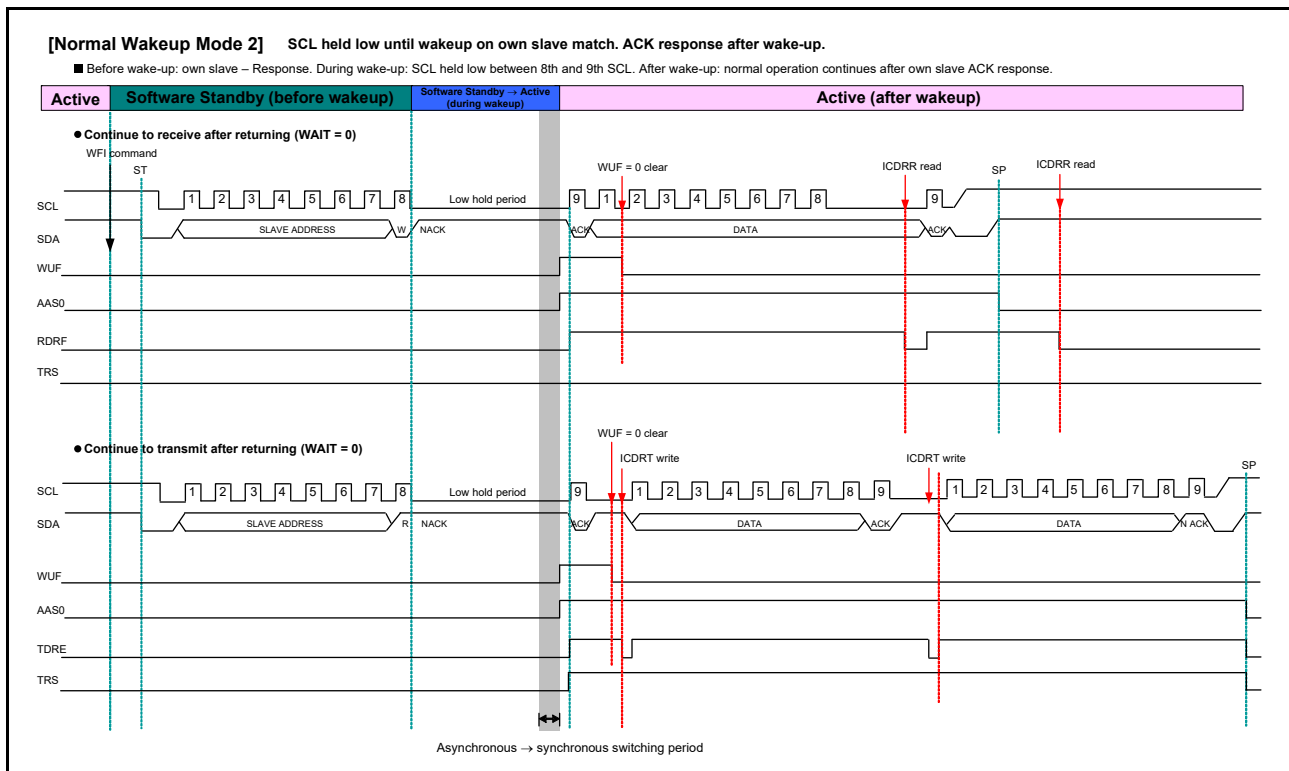 [Normal Wakeup Mode 2] SCL held low until wakeup on own slave match. ACK response after wake-up.
■ Before wake-up: own slave – Response. During wake-up: SCL held low between 8th and 9th SCL. After wake-up: normal operation continues after own slave ACK response.
Active Software Standby (before wakeup) Software Standby → Active (during wakeup) Active (after wakeup)
● Continue to receive after returning (WAIT = 0)
WFI command
ST WUF = 0 clear ICDRR read SP ICDRR read
SCL 1 2 3 4 5 6 7 8 Low hold period 9 1 2 3 4 5 6 7 8 9
SDA SLAVE ADDRESS W NACK ACK DATA ACK
WUF
AAS0
RDRF
TRS
WUF = 0 clear
● Continue to transmit after returning (WAIT = 0)
ICDRT write ICDRT write SP
SCL 1 2 3 4 5 6 7 8 Low hold period 9 1 2 3 4 5 6 7 8 9 1 2 3 4 5 6 7 8 9
SDA SLAVE ADDRESS R NACK ACK DATA ACK DATA N ACK
WUF
AAS0
TDRE
TRS
Asynchronous → synchronous switching period